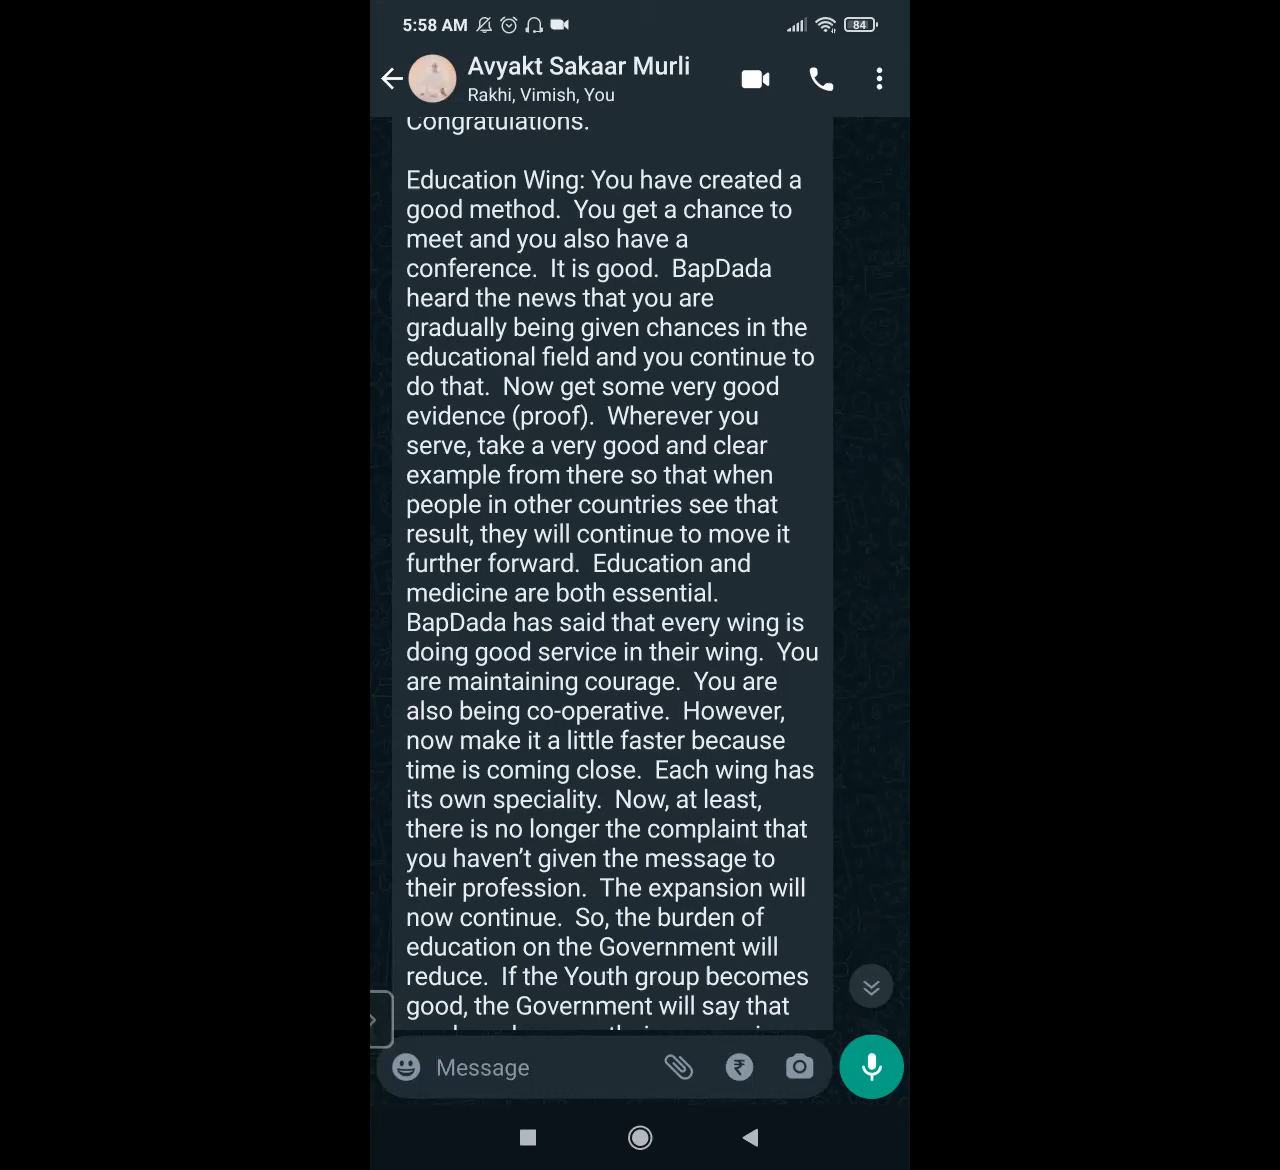 5:58 AM
84
Avyakt Sakaar Murli
Rakhi, Vimish, You
Congratulations.
Education Wing: You have created a
good method.  You get a chance to
meet and you also have a
conference.  It is good.  BapDada
heard the news that you are
gradually being given chances in the
educational field and you continue to
do that.  Now get some very good
evidence (proof).  Wherever you
serve, take a very good and clear
example from there so that when
people in other countries see that
result, they will continue to move it
further forward.  Education and
medicine are both essential.
BapDada has said that every wing is
doing good service in their wing.  You
are maintaining courage.  You are
also being co-operative.  However,
now make it a little faster because
time is coming close.  Each wing has
its own speciality.  Now, at least,
there is no longer the complaint that
you haven’t given the message to
their profession.  The expansion will
now continue.  So, the burden of
education on the Government will
reduce.  If the Youth group becomes
good, the Government will say that
Message
₹